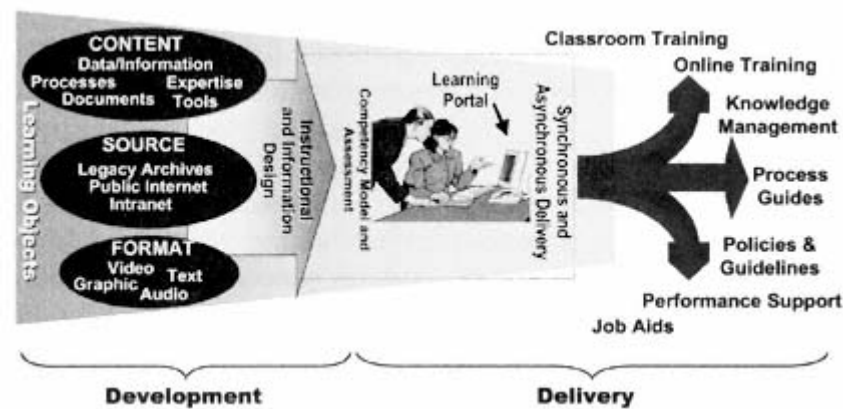 Learning Objects
CONTENT
Data/Information
Processes Expertise
Documents Tools
SOURCE
Legacy Archives
Public Internet
Intranet
FORMAT
Video
Graphic Text
Audio
Instructional
and Information
Design
Competency Model and
Assessment
Learning
Portal
Synchronous and
Asynchronous Delivery
Classroom Training
Online Training
Knowledge
Management
Process
Guides
Policies &
Guidelines
Performance Support
Job Aids
Development
Delivery